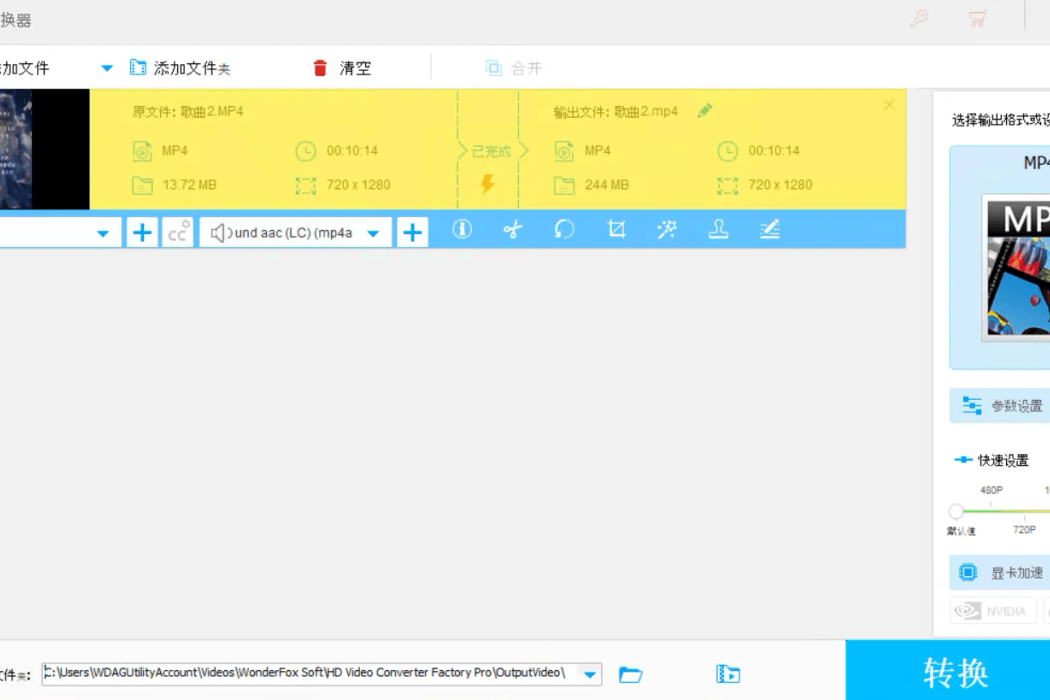 换器
加文件 添加文件夹 清空 合并
原文件: 歌曲2.MP4 输出文件: 歌曲2.mp4
MP4 00:10:14 已完成 MP4 00:10:14
13.72 MB 720 x 1280 244 MB 720 x 1280
cc und aac (LC) (mp4a
选择输出格式或设
MP4
MP
参数设置
快速设置
480P 1
默认值 720P
显卡加速
NVIDIA
文件夹: C:\Users\WDAGUtilityAccount\Videos\WonderFox Soft\HD Video Converter Factory Pro\OutputVideo\
转换